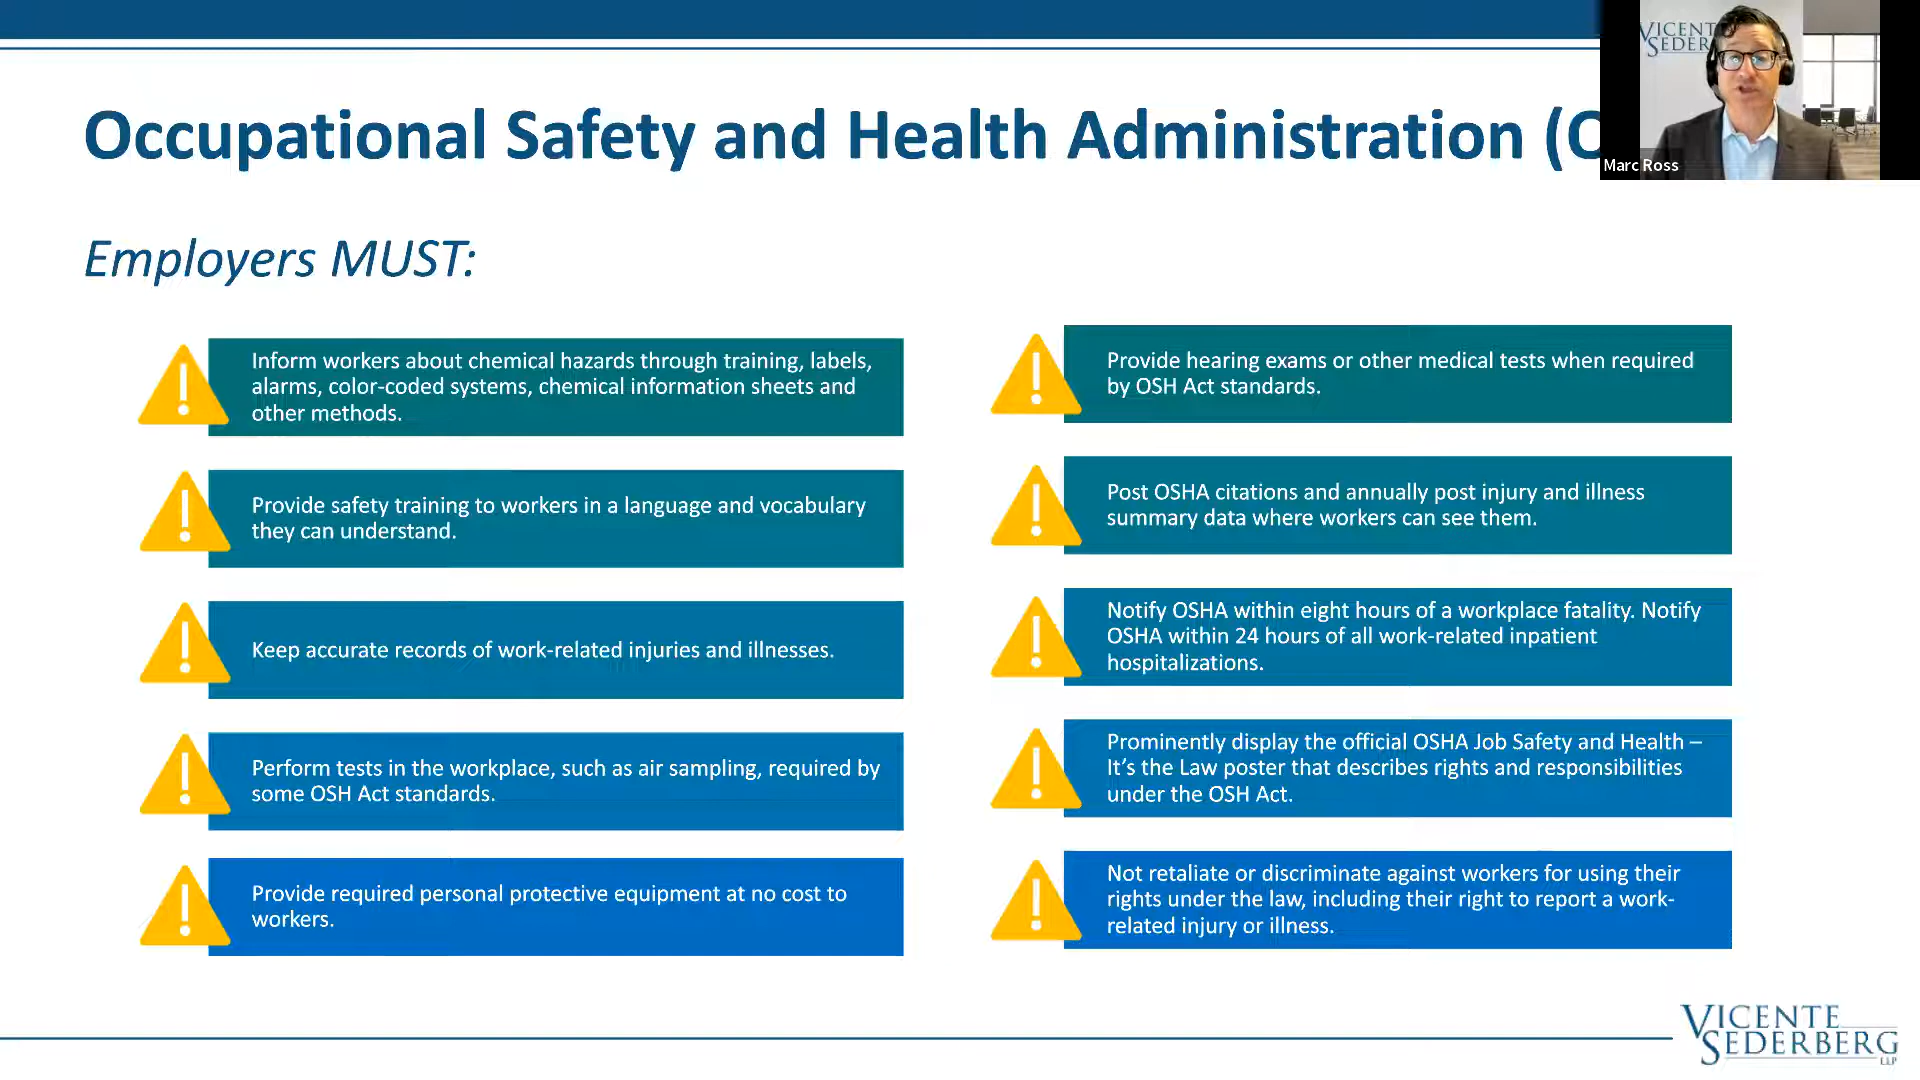 Occupational Safety and Health Administration (O
VICENTE
SEDER
Marc Ross
Employers MUST:
Inform workers about chemical hazards through training, labels,
alarms, color-coded systems, chemical information sheets and
other methods.
Provide safety training to workers in a language and vocabulary
they can understand.
Keep accurate records of work-related injuries and illnesses.
Perform tests in the workplace, such as air sampling, required by
some OSH Act standards.
Provide required personal protective equipment at no cost to
workers.
Provide hearing exams or other medical tests when required
by OSH Act standards.
Post OSHA citations and annually post injury and illness
summary data where workers can see them.
Notify OSHA within eight hours of a workplace fatality. Notify
OSHA within 24 hours of all work-related inpatient
hospitalizations.
Prominently display the official OSHA Job Safety and Health –
It’s the Law poster that describes rights and responsibilities
under the OSH Act.
Not retaliate or discriminate against workers for using their
rights under the law, including their right to report a work-
related injury or illness.
VICENTE
SEDERBERG
LLP